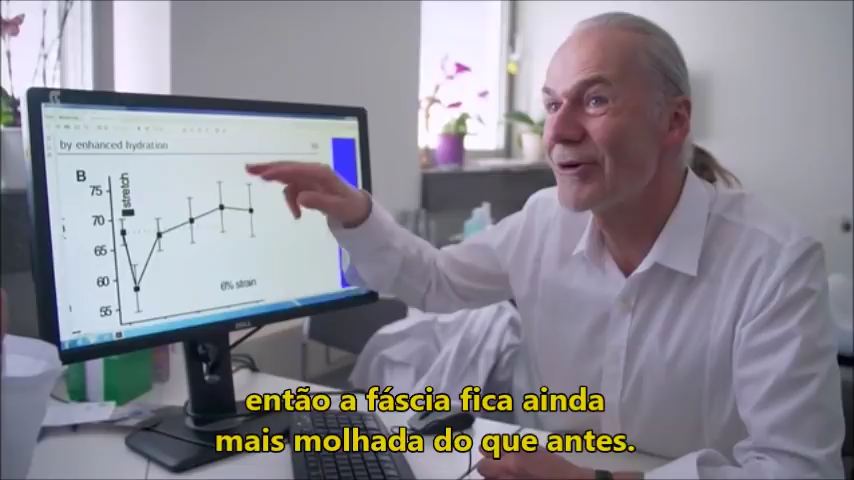 by enhanced hydration
B
75
stretch
70
65
60
6% strain
55
DELL
então a fáscia fica ainda
mais molhada do que antes.